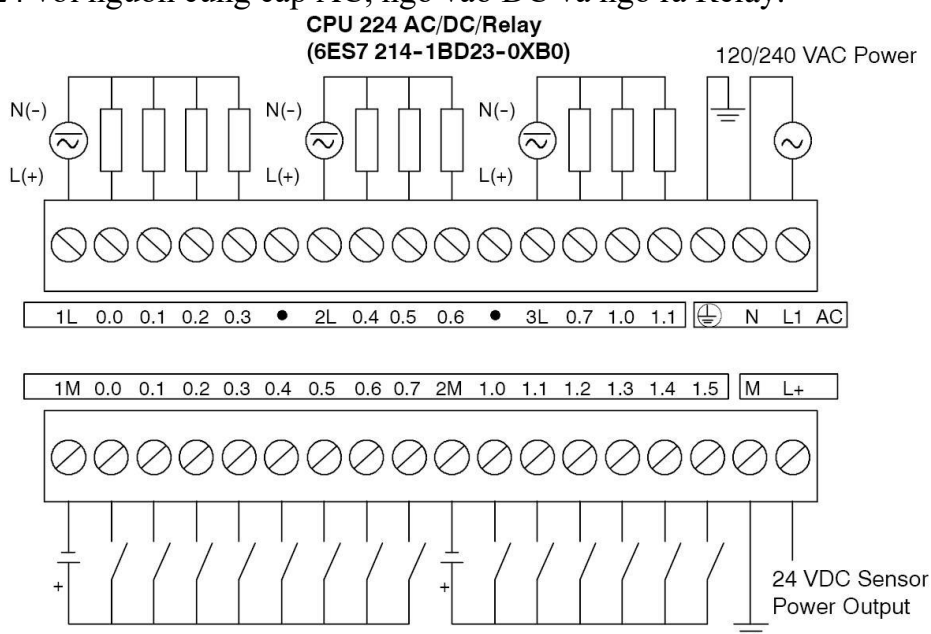 24 với nguồn cung cấp AC, ngõ vào DC và ngõ ra Relay.
CPU 224 AC/DC/Relay
(6ES7 214-1BD23-0XB0)
120/240 VAC Power
N(-) N(-) N(-)
L(+) L(+) L(+)
1L 0.0 0.1 0.2 0.3 ● 2L 0.4 0.5 0.6 ● 3L 0.7 1.0 1.1 N L1 AC
1M 0.0 0.1 0.2 0.3 0.4 0.5 0.6 0.7 2M 1.0 1.1 1.2 1.3 1.4 1.5 M L+
+ +
24 VDC Sensor
Power Output